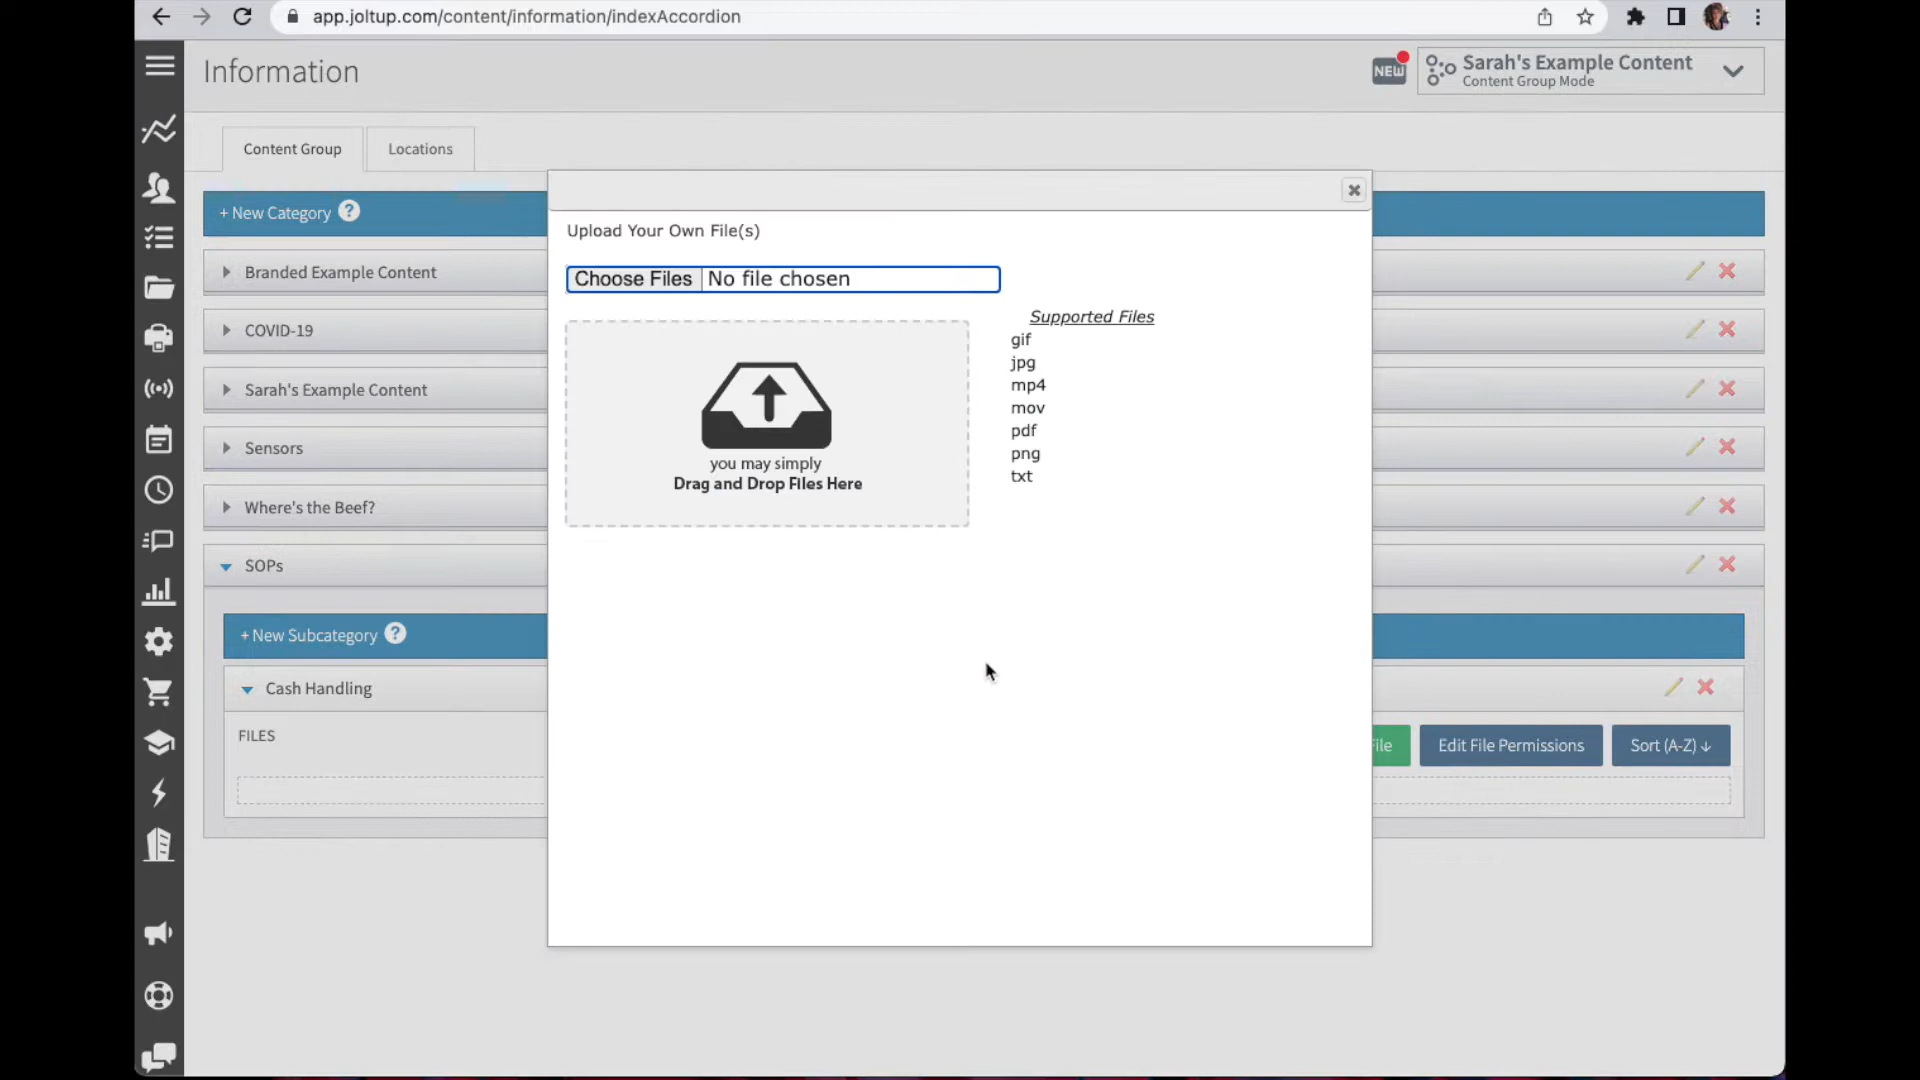 app.joltup.com/content/information/indexAccordion
Information
NEW
Sarah's Example Content
Content Group Mode
Content Group
Locations
+ New Category ?
Upload Your Own File(s)
Choose Files No file chosen
Branded Example Content
Supported Files
COVID-19
gif
jpg
mp4
Sarah's Example Content
mov
pdf
png
txt
you may simply
Drag and Drop Files Here
Sensors
Where's the Beef?
SOPs
+ New Subcategory ?
Cash Handling
FILES
File
Edit File Permissions
Sort (A-Z) ↓